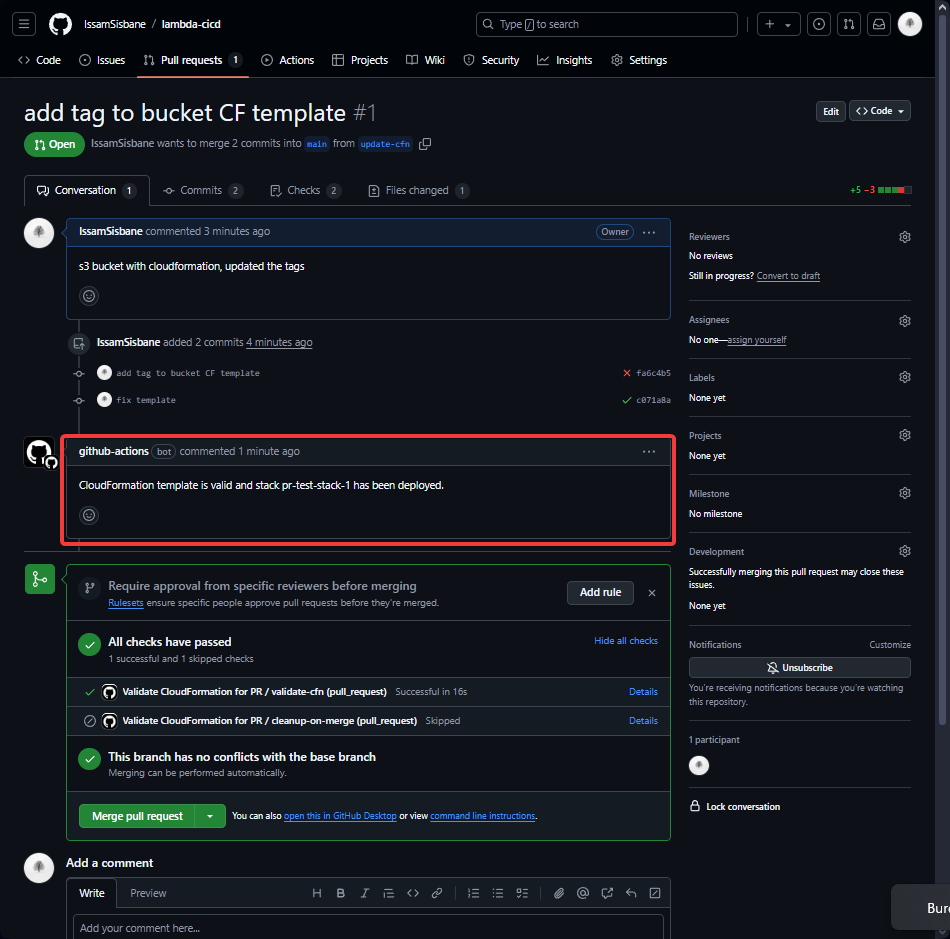 IssamSisbane / lambda-cicd
Type / to search
Code Issues Pull requests 1 Actions Projects Wiki Security Insights Settings
add tag to bucket CF template #1
Edit
Code
Open
IssamSisbane wants to merge 2 commits into main from update-cfn
Conversation 1 Commits 2 Checks 2 Files changed 1
+5 −3
IssamSisbane commented 3 minutes ago
Owner
s3 bucket with cloudformation, updated the tags
IssamSisbane added 2 commits 4 minutes ago
add tag to bucket CF template
fa6c4b5
fix template
c071a8a
github-actions bot commented 1 minute ago
CloudFormation template is valid and stack pr-test-stack-1 has been deployed.
Require approval from specific reviewers before merging
Rulesets ensure specific people approve pull requests before they're merged.
Add rule
All checks have passed
1 successful and 1 skipped checks
Hide all checks
Validate CloudFormation for PR / validate-cfn (pull_request) Successful in 16s
Details
Validate CloudFormation for PR / cleanup-on-merge (pull_request) Skipped
Details
This branch has no conflicts with the base branch
Merging can be performed automatically.
Merge pull request
You can also open this in GitHub Desktop or view command line instructions.
Add a comment
Write Preview
Add your comment here...
Reviewers
No reviews
Still in progress? Convert to draft
Assignees
No one—assign yourself
Labels
None yet
Projects
None yet
Milestone
No milestone
Development
Successfully merging this pull request may close these
issues.
None yet
Notifications
Customize
Unsubscribe
You're receiving notifications because you're watching
this repository.
1 participant
Lock conversation
Bur